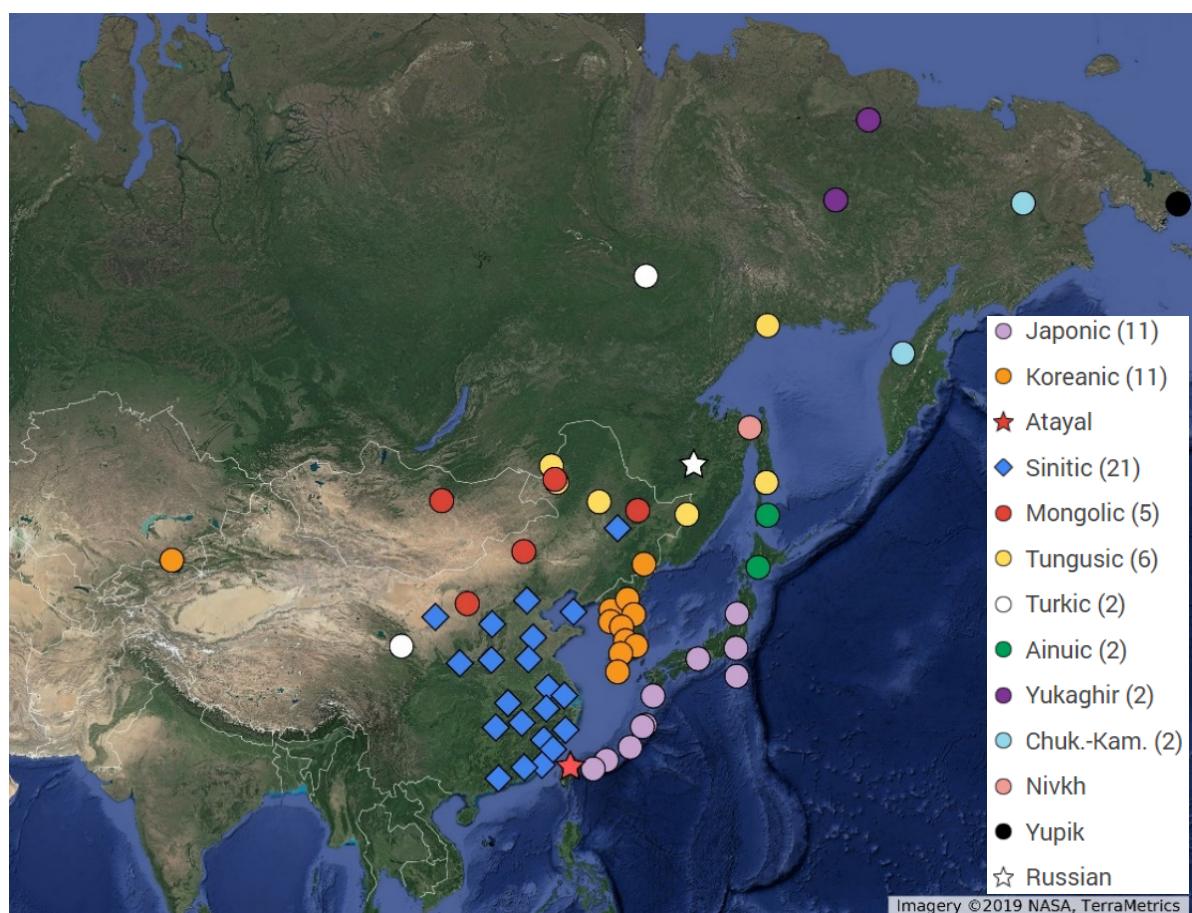 Japonic (11)
Koreanic (11)
Atayal
Sinitic (21)
Mongolic (5)
Tungusic (6)
Turkic (2)
Ainuic (2)
Yukaghir (2)
Chuk.-Kam. (2)
Nivkh
Yupik
Russian
Imagery ©2019 NASA, TerraMetrics